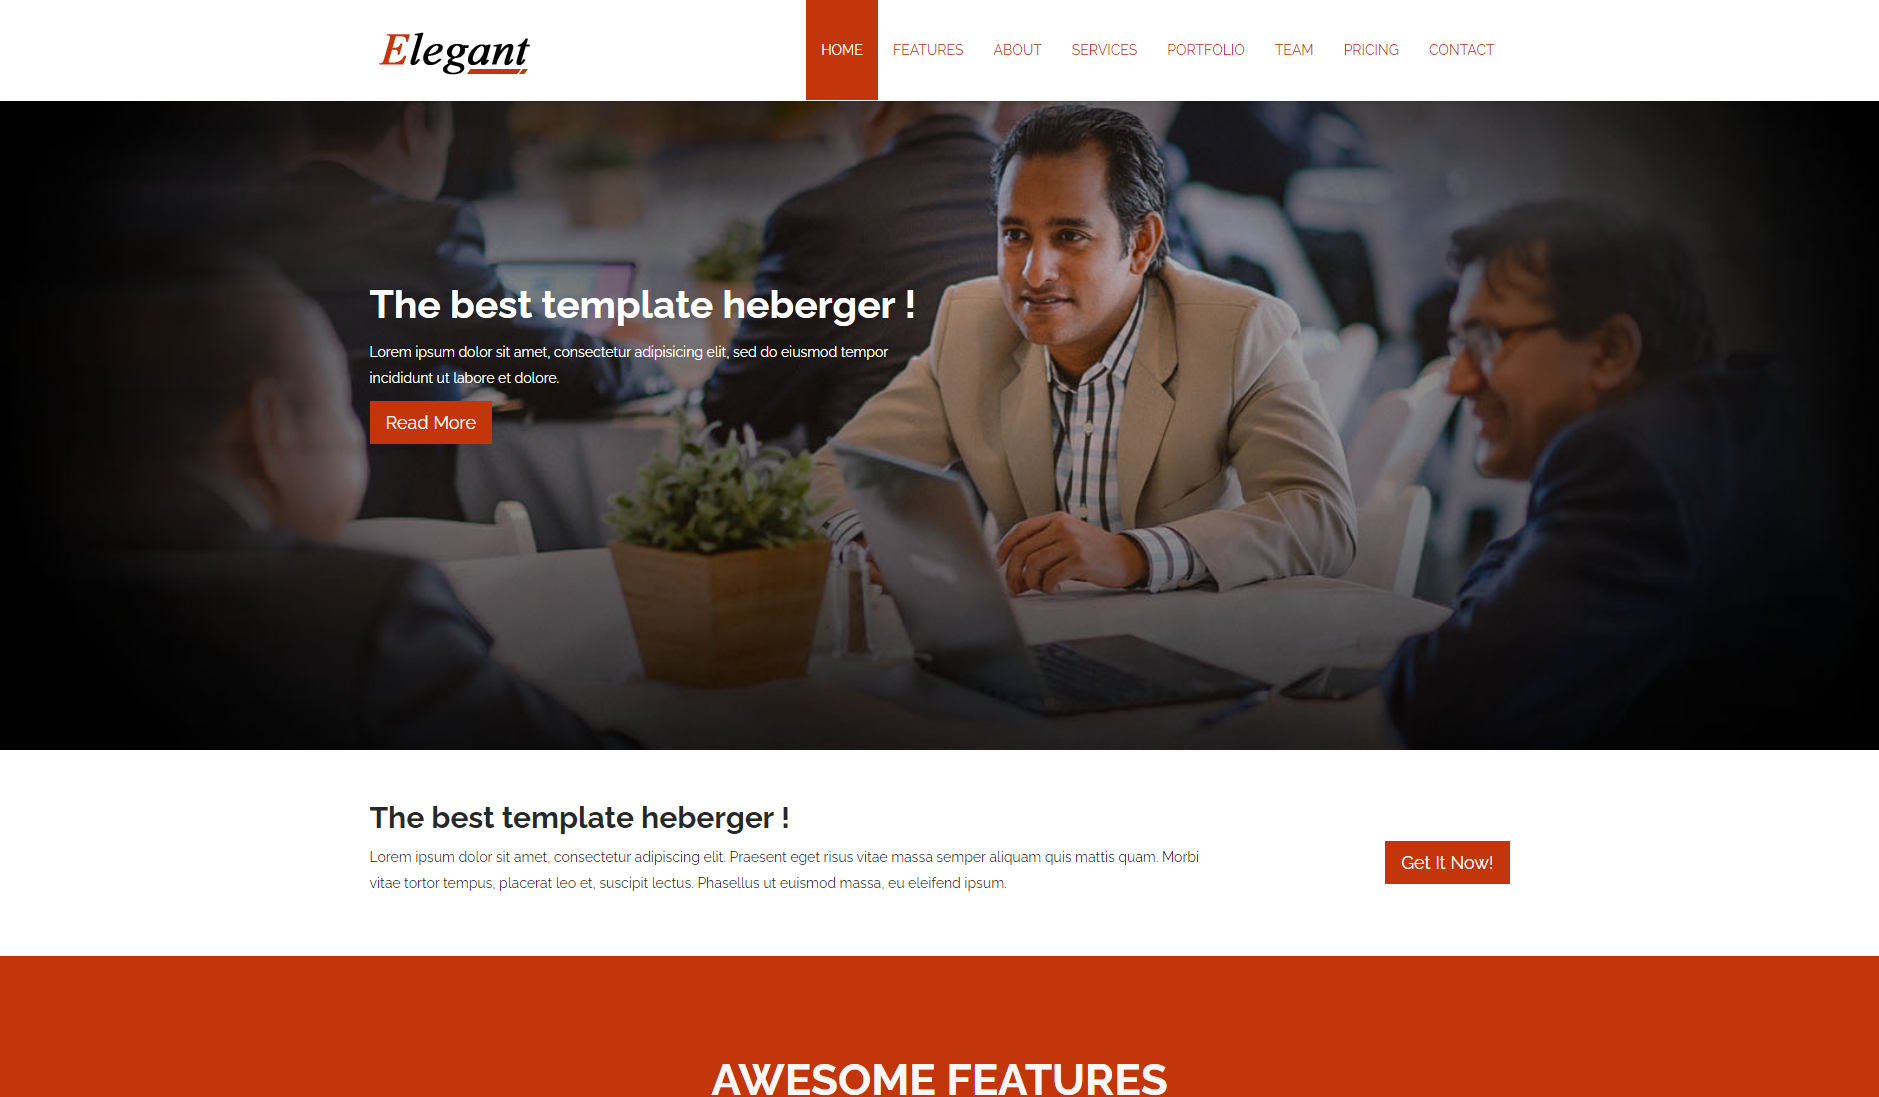 Elegant
HOME FEATURES ABOUT SERVICES PORTFOLIO TEAM PRICING CONTACT
The best template heberger !
Lorem ipsum dolor sit amet, consectetur adipisicing elit, sed do eiusmod tempor
incididunt ut labore et dolore.
Read More
The best template heberger !
Lorem ipsum dolor sit amet, consectetur adipiscing elit. Praesent eget risus vitae massa semper aliquam quis mattis quam. Morbi
vitae tortor tempus, placerat leo et, suscipit lectus. Phasellus ut euismod massa, eu eleifend ipsum.
Get It Now!
AWESOME FEATURES